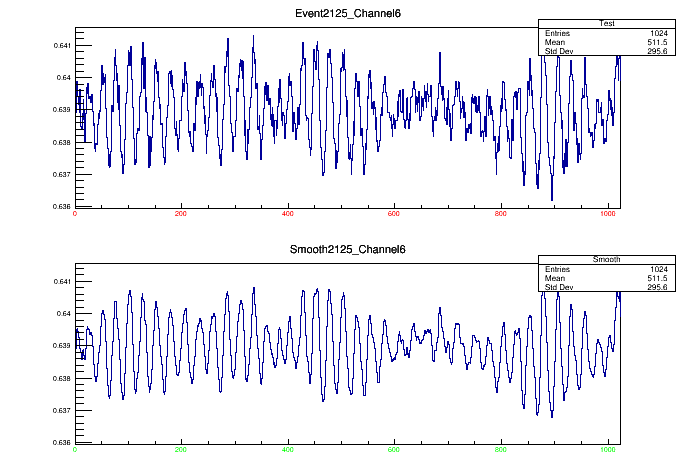 Event2125_Channel6
Test
Entries 1024
Mean 511.5
Std Dev 295.6
0.641
0.64
0.639
0.638
0.637
0.636
0 200 400 600 800 1000
Smooth2125_Channel6
Smooth
Entries 1024
Mean 511.5
Std Dev 295.6
0.641
0.64
0.639
0.638
0.637
0.636
0 200 400 600 800 1000